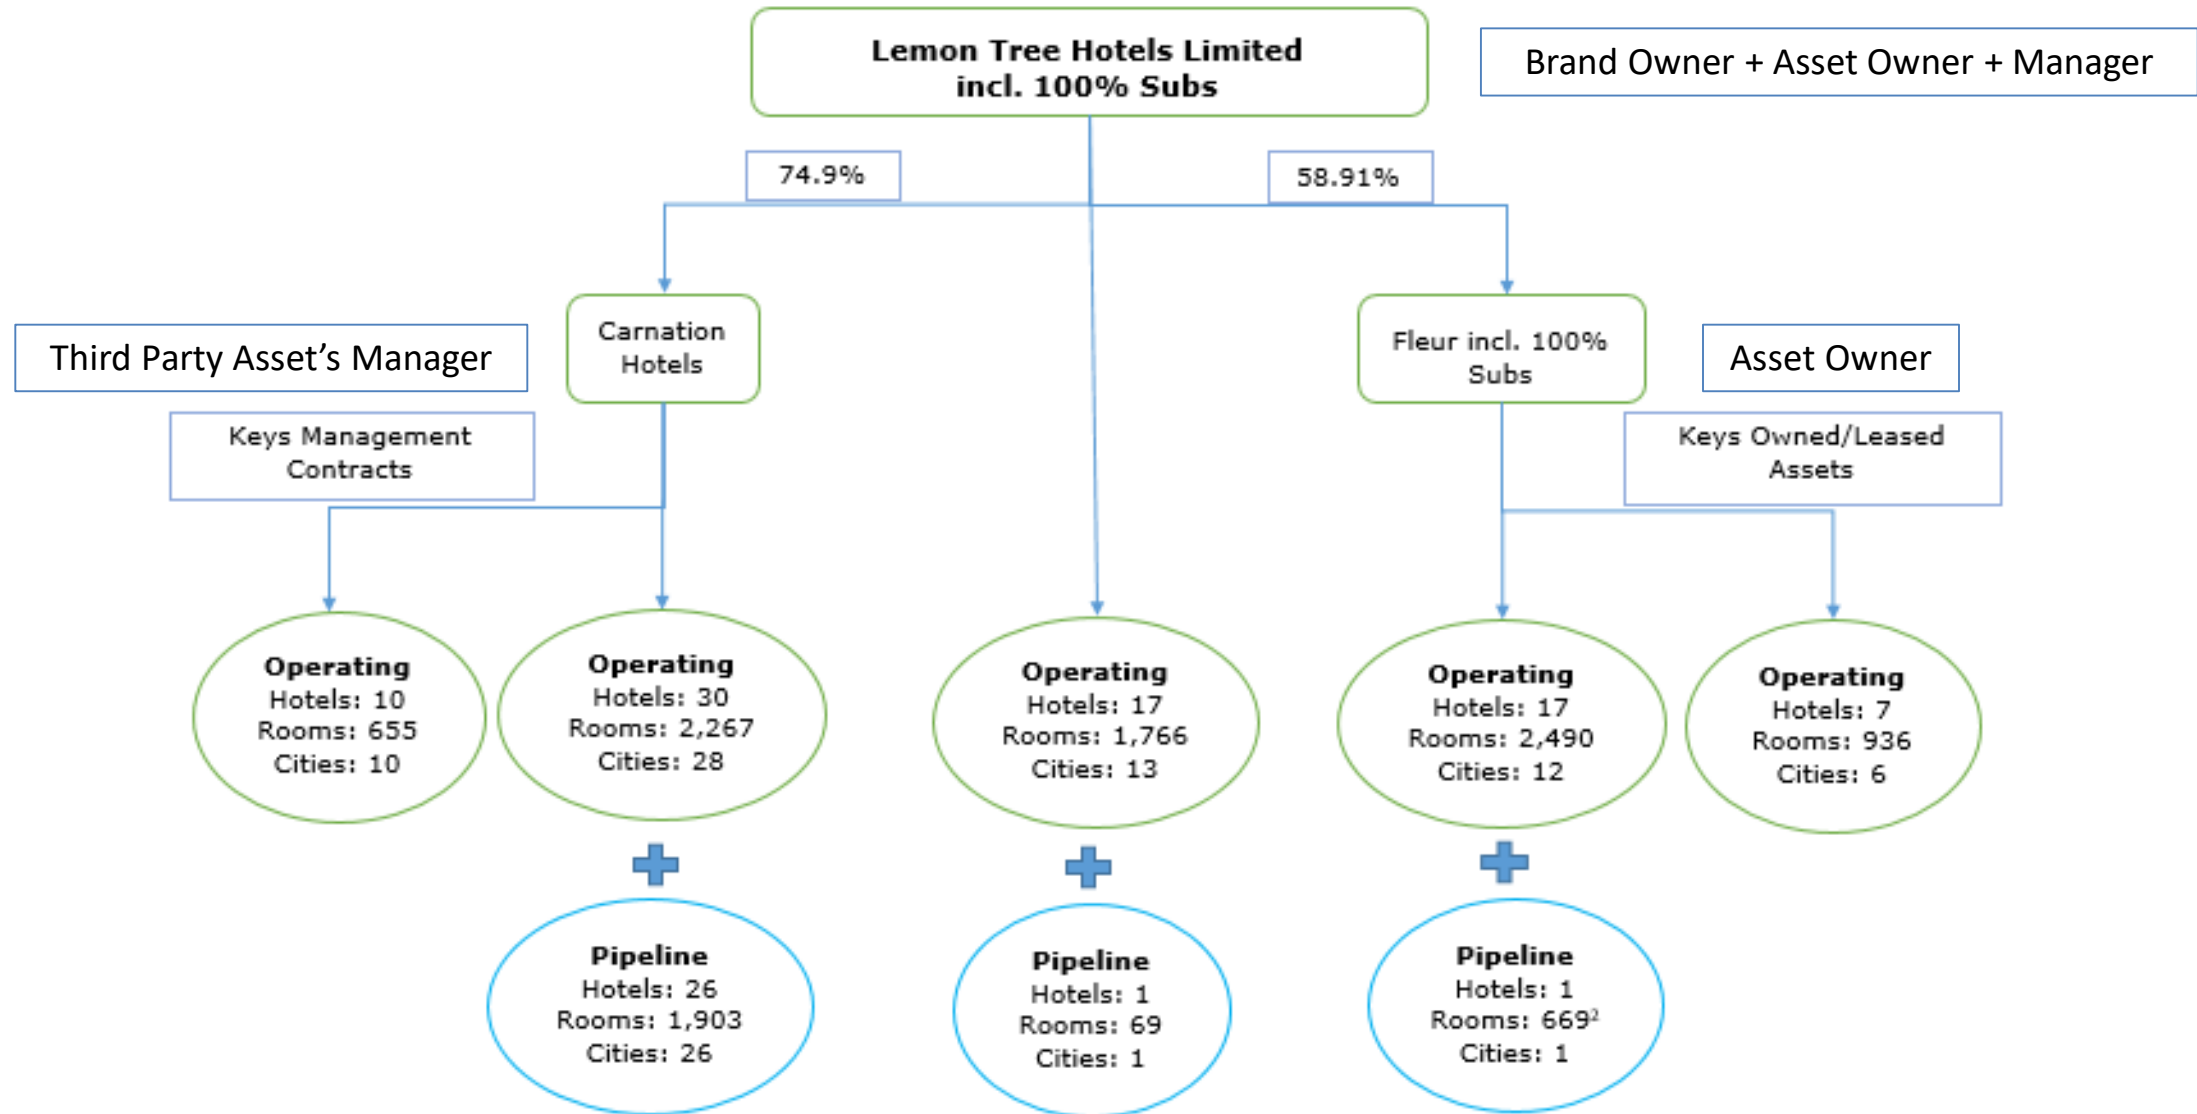 Lemon Tree Hotels Limited
incl. 100% Subs
Brand Owner + Asset Owner + Manager
74.9%
58.91%
Third Party Asset’s Manager
Carnation
Hotels
Fleur incl. 100%
Subs
Asset Owner
Keys Management
Contracts
Keys Owned/Leased
Assets
Operating
Hotels: 10
Rooms: 655
Cities: 10
Operating
Hotels: 30
Rooms: 2,267
Cities: 28
Operating
Hotels: 17
Rooms: 1,766
Cities: 13
Operating
Hotels: 17
Rooms: 2,490
Cities: 12
Operating
Hotels: 7
Rooms: 936
Cities: 6
Pipeline
Hotels: 26
Rooms: 1,903
Cities: 26
Pipeline
Hotels: 1
Rooms: 69
Cities: 1
Pipeline
Hotels: 1
Rooms: 669²
Cities: 1